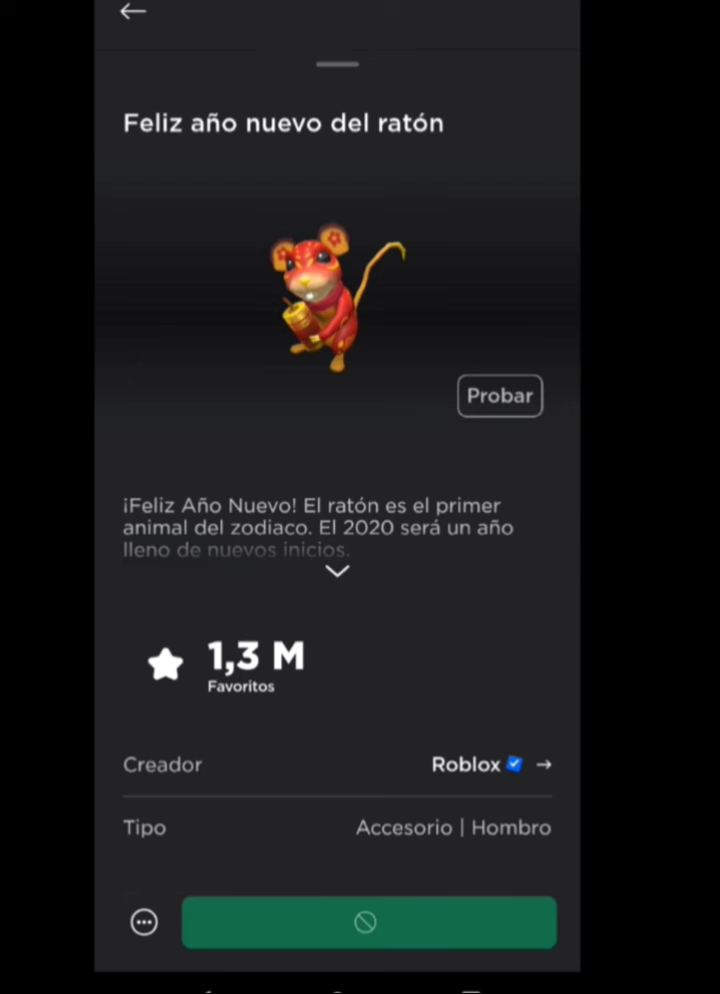 Feliz año nuevo del ratón
Probar
¡Feliz Año Nuevo! El ratón es el primer
animal del zodiaco. El 2020 será un año
lleno de nuevos inicios.
1,3 M
Favoritos
Creador
Roblox
Tipo
Accesorio | Hombro